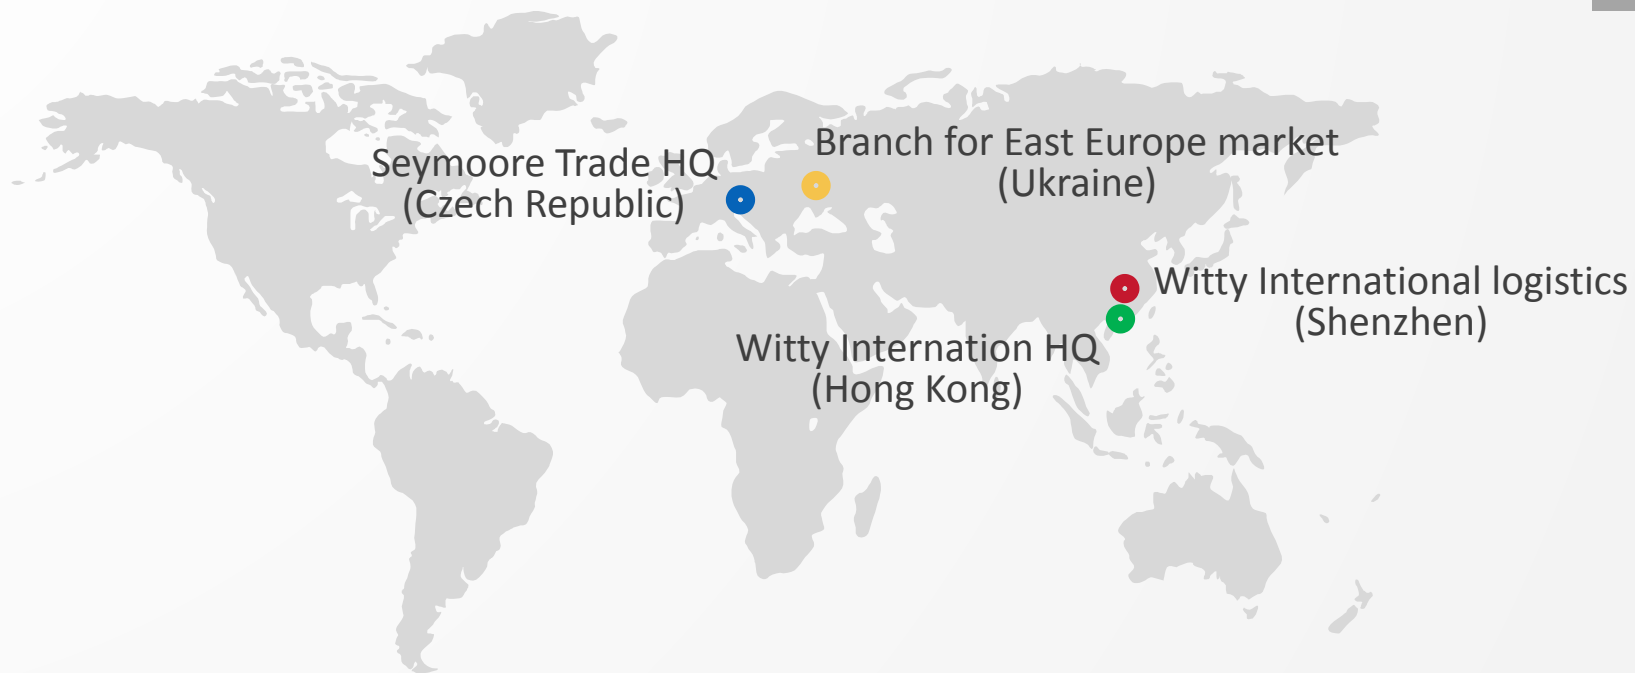 Branch for East Europe market
(Ukraine)
Seymoore Trade HQ
(Czech Republic)
Witty International logistics
(Shenzhen)
Witty Internation HQ
(Hong Kong)